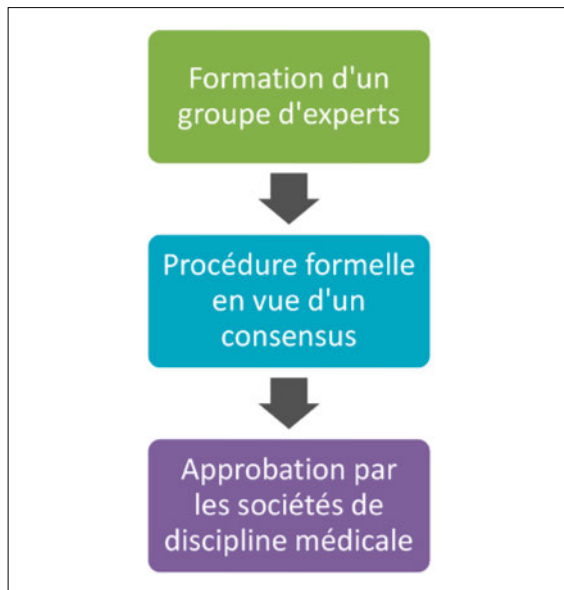 Formation d'un
groupe d'experts
Procédure formelle
en vue d'un
consensus
Approbation par
les sociétés de
discipline médicale